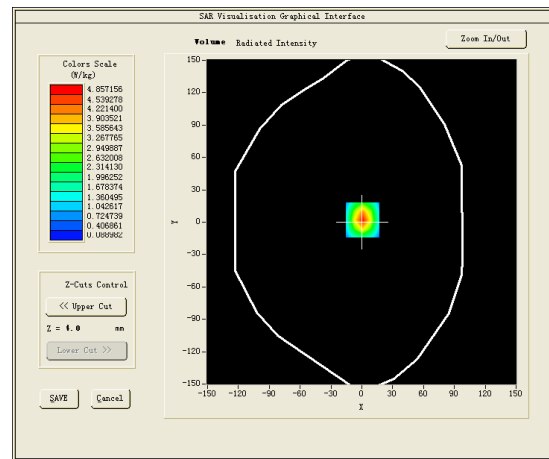 SAR Visualisation Graphical Interface
Volume Radiated Intensity
Zoom In/Out
Colors Scale
(W/kg)
4.857156
4.539278
4.221400
3.903521
3.585643
3.267765
2.949887
2.632008
2.314130
1.996252
1.678374
1.360495
1.042617
0.724739
0.406861
0.088982
Z-Cuts Control
<< Upper Cut
Z = 4.0 mm
Lower Cut >>
SAVE Cancel
150
120
90
60
30
0
-30
-60
-90
-120
-150
Y
-150 -120 -90 -60 -30 0 30 60 90 120 150
X